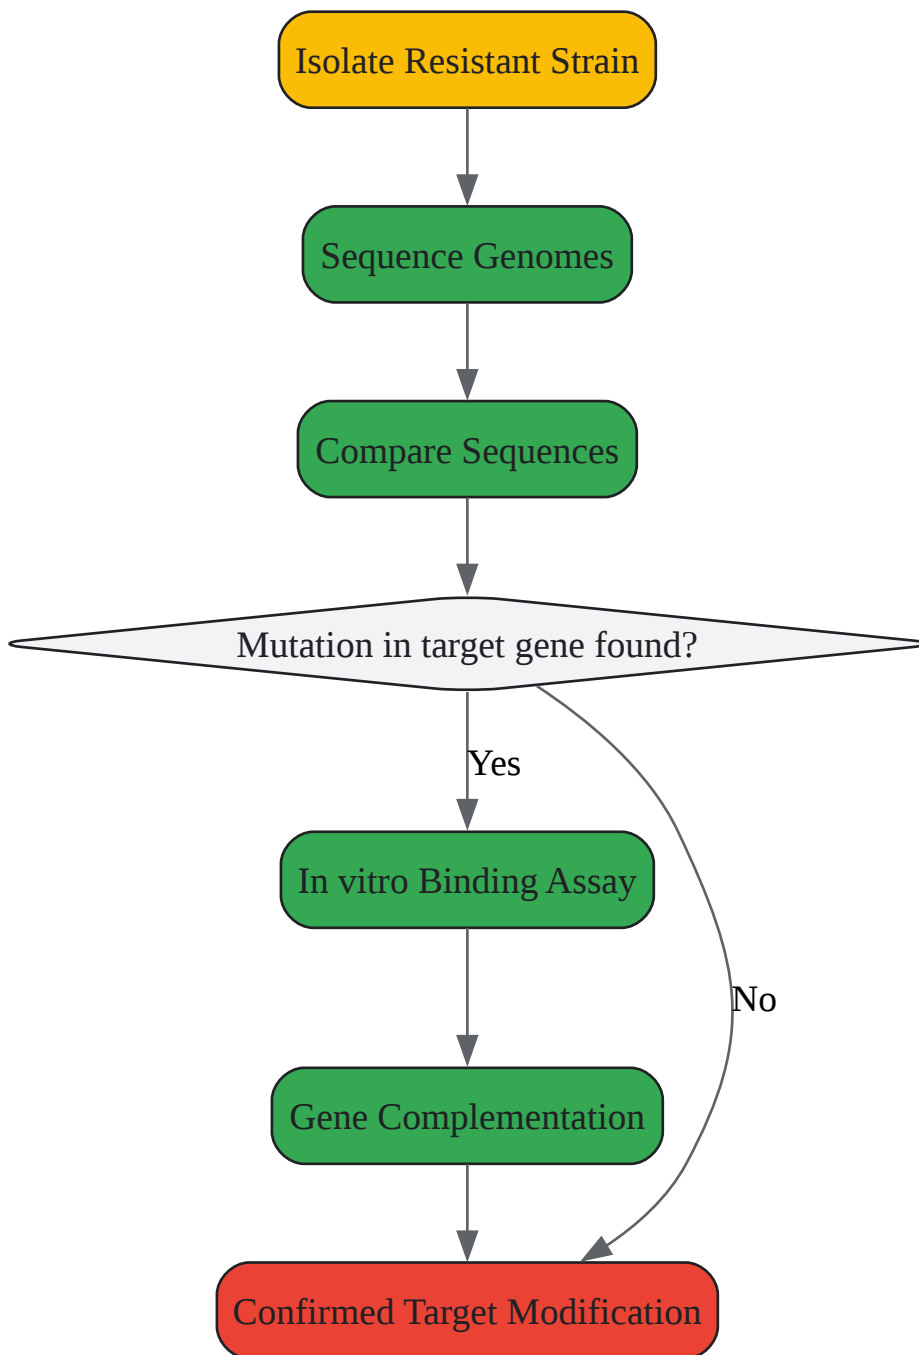 Isolate Resistant Strain
Sequence Genomes
Compare Sequences
Mutation in target gene found?
Yes
In vitro Binding Assay
No
Gene Complementation
Confirmed Target Modification